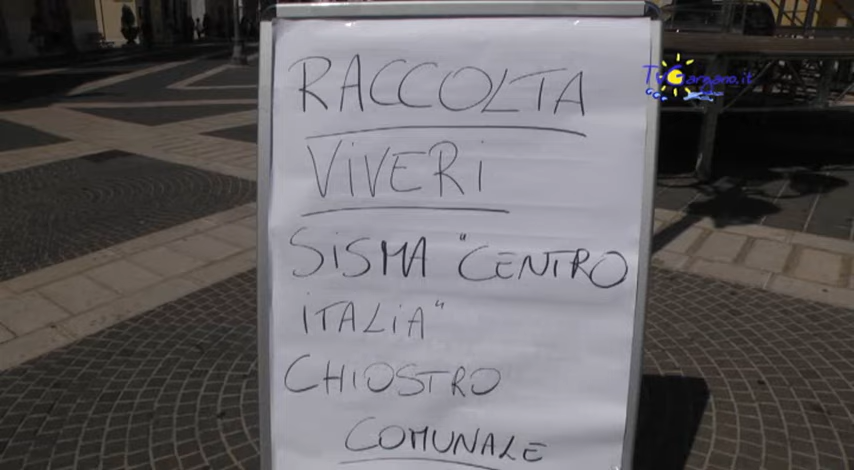 RACCOLTA
TvGargano.it
VIVERI
SISMA "CENTRO
ITALIA"
CHIOSTRO
COMUNALE